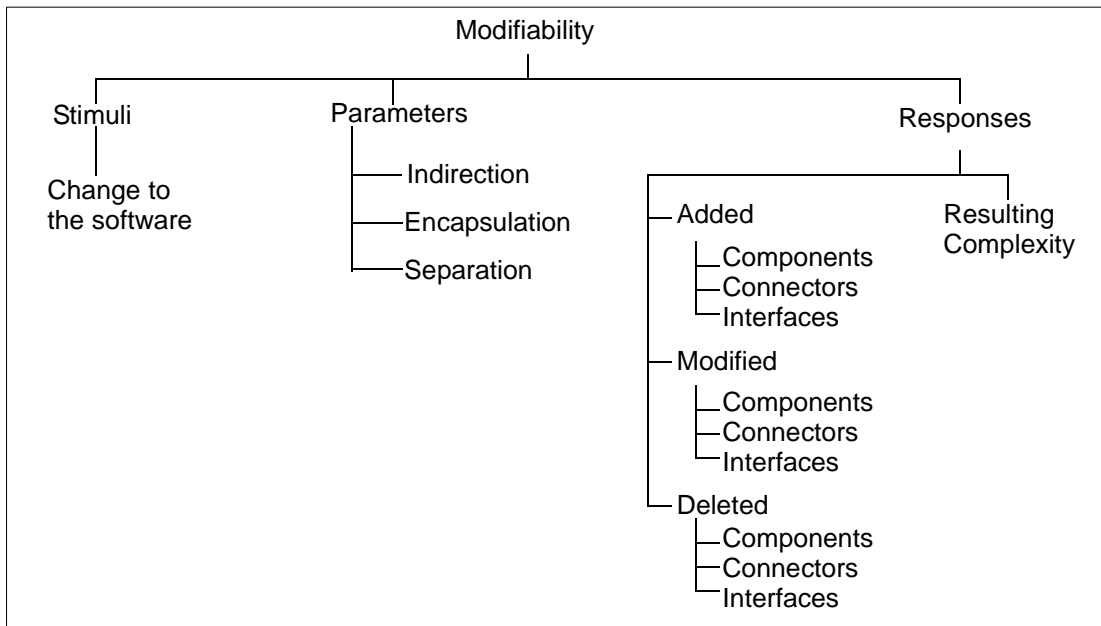 Modifiability
Stimuli
Change to
the software
Parameters
Indirection
Encapsulation
Separation
Responses
Added
Components
Connectors
Interfaces
Modified
Components
Connectors
Interfaces
Deleted
Components
Connectors
Interfaces
Resulting
Complexity